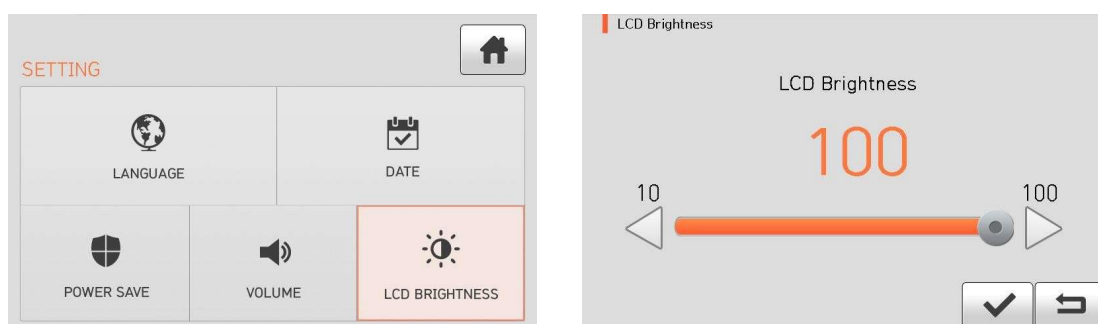 SETTING
LANGUAGE
DATE
POWER SAVE
VOLUME
LCD BRIGHTNESS
LCD Brightness
LCD Brightness
100
10
100